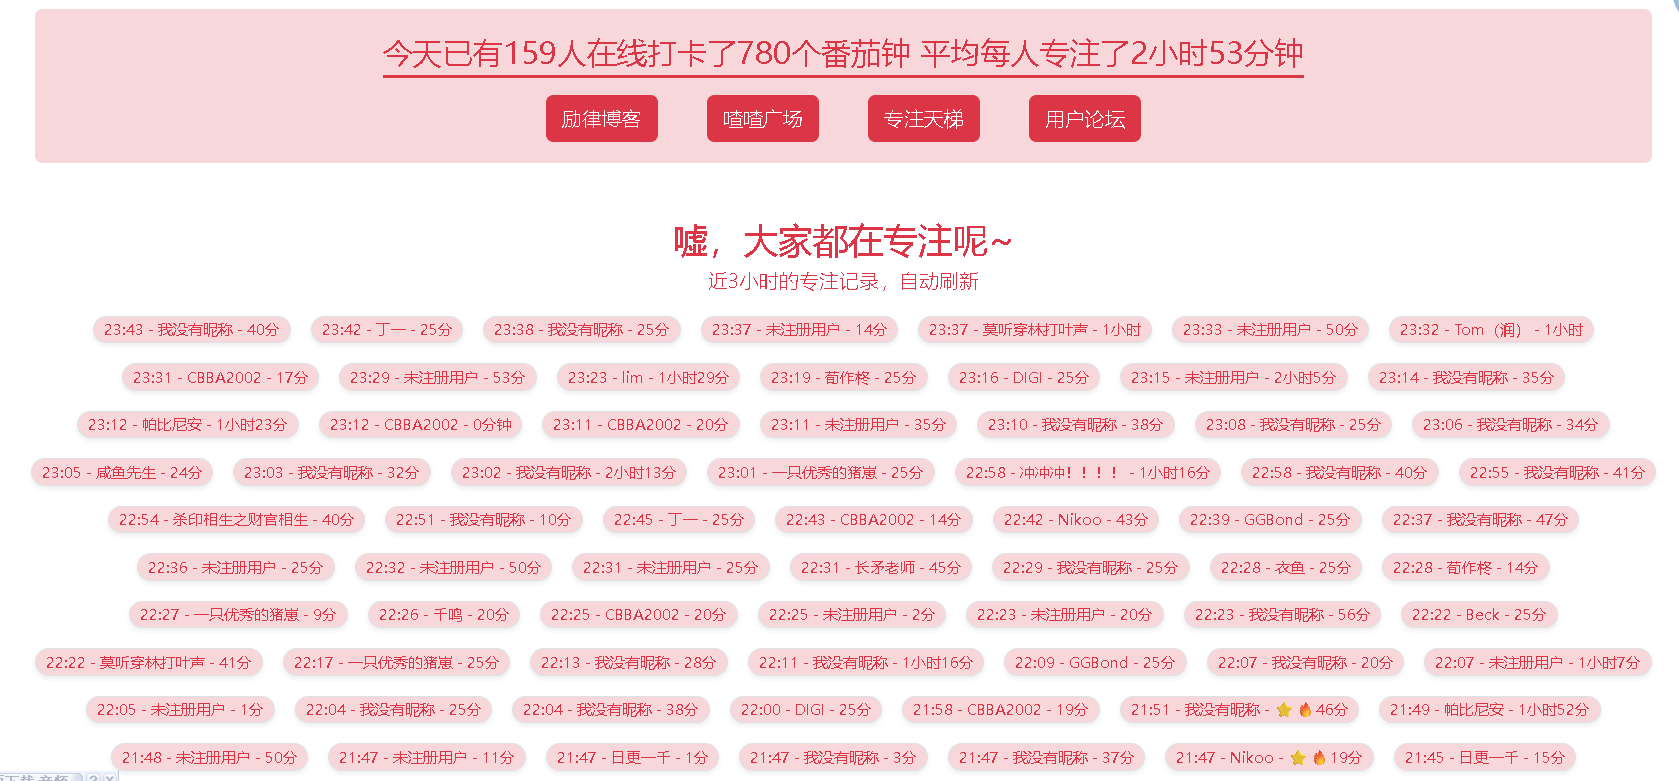 今天已有159人在线打卡了780个番茄钟 平均每人专注了2小时53分钟
励律博客 喳喳广场 专注天梯 用户论坛
嘘，大家都在专注呢~
近3小时的专注记录，自动刷新
23:43 - 我没有昵称 - 40分 23:42 - 丁一 - 25分 23:38 - 我没有昵称 - 25分 23:37 - 未注册用户 - 14分 23:37 - 莫听穿林打叶声 - 1小时 23:33 - 未注册用户 - 50分 23:32 - Tom（润） - 1小时
23:31 - CBBA2002 - 17分 23:29 - 未注册用户 - 53分 23:23 - lim - 1小时29分 23:19 - 荀作柊 - 25分 23:16 - DIGI - 25分 23:15 - 未注册用户 - 2小时5分 23:14 - 我没有昵称 - 35分
23:12 - 帕比尼安 - 1小时23分 23:12 - CBBA2002 - 0分钟 23:11 - CBBA2002 - 20分 23:11 - 未注册用户 - 35分 23:10 - 我没有昵称 - 38分 23:08 - 我没有昵称 - 25分 23:06 - 我没有昵称 - 34分
23:05 - 咸鱼先生 - 24分 23:03 - 我没有昵称 - 32分 23:02 - 我没有昵称 - 2小时13分 23:01 - 一只优秀的猪崽 - 25分 22:58 - 冲冲冲！！！！ - 1小时16分 22:58 - 我没有昵称 - 40分 22:55 - 我没有昵称 - 41分
22:54 - 杀印相生之财官相生 - 40分 22:51 - 我没有昵称 - 10分 22:45 - 丁一 - 25分 22:43 - CBBA2002 - 14分 22:42 - Nikoo - 43分 22:39 - GGBond - 25分 22:37 - 我没有昵称 - 47分
22:36 - 未注册用户 - 25分 22:32 - 未注册用户 - 50分 22:31 - 未注册用户 - 25分 22:31 - 长矛老师 - 45分 22:29 - 我没有昵称 - 25分 22:28 - 衣鱼 - 25分 22:28 - 荀作柊 - 14分
22:27 - 一只优秀的猪崽 - 9分 22:26 - 千鸣 - 20分 22:25 - CBBA2002 - 20分 22:25 - 未注册用户 - 2分 22:23 - 未注册用户 - 20分 22:23 - 我没有昵称 - 56分 22:22 - Beck - 25分
22:22 - 莫听穿林打叶声 - 41分 22:17 - 一只优秀的猪崽 - 25分 22:13 - 我没有昵称 - 28分 22:11 - 我没有昵称 - 1小时16分 22:09 - GGBond - 25分 22:07 - 我没有昵称 - 20分 22:07 - 未注册用户 - 1小时7分
22:05 - 未注册用户 - 1分 22:04 - 我没有昵称 - 25分 22:04 - 我没有昵称 - 38分 22:00 - DIGI - 25分 21:58 - CBBA2002 - 19分 21:51 - 我没有昵称 - ⭐🔥46分 21:49 - 帕比尼安 - 1小时52分
21:48 - 未注册用户 - 50分 21:47 - 未注册用户 - 11分 21:47 - 日更一千 - 1分 21:47 - 我没有昵称 - 3分 21:47 - 我没有昵称 - 37分 21:47 - Nikoo - ⭐🔥19分 21:45 - 日更一千 - 15分